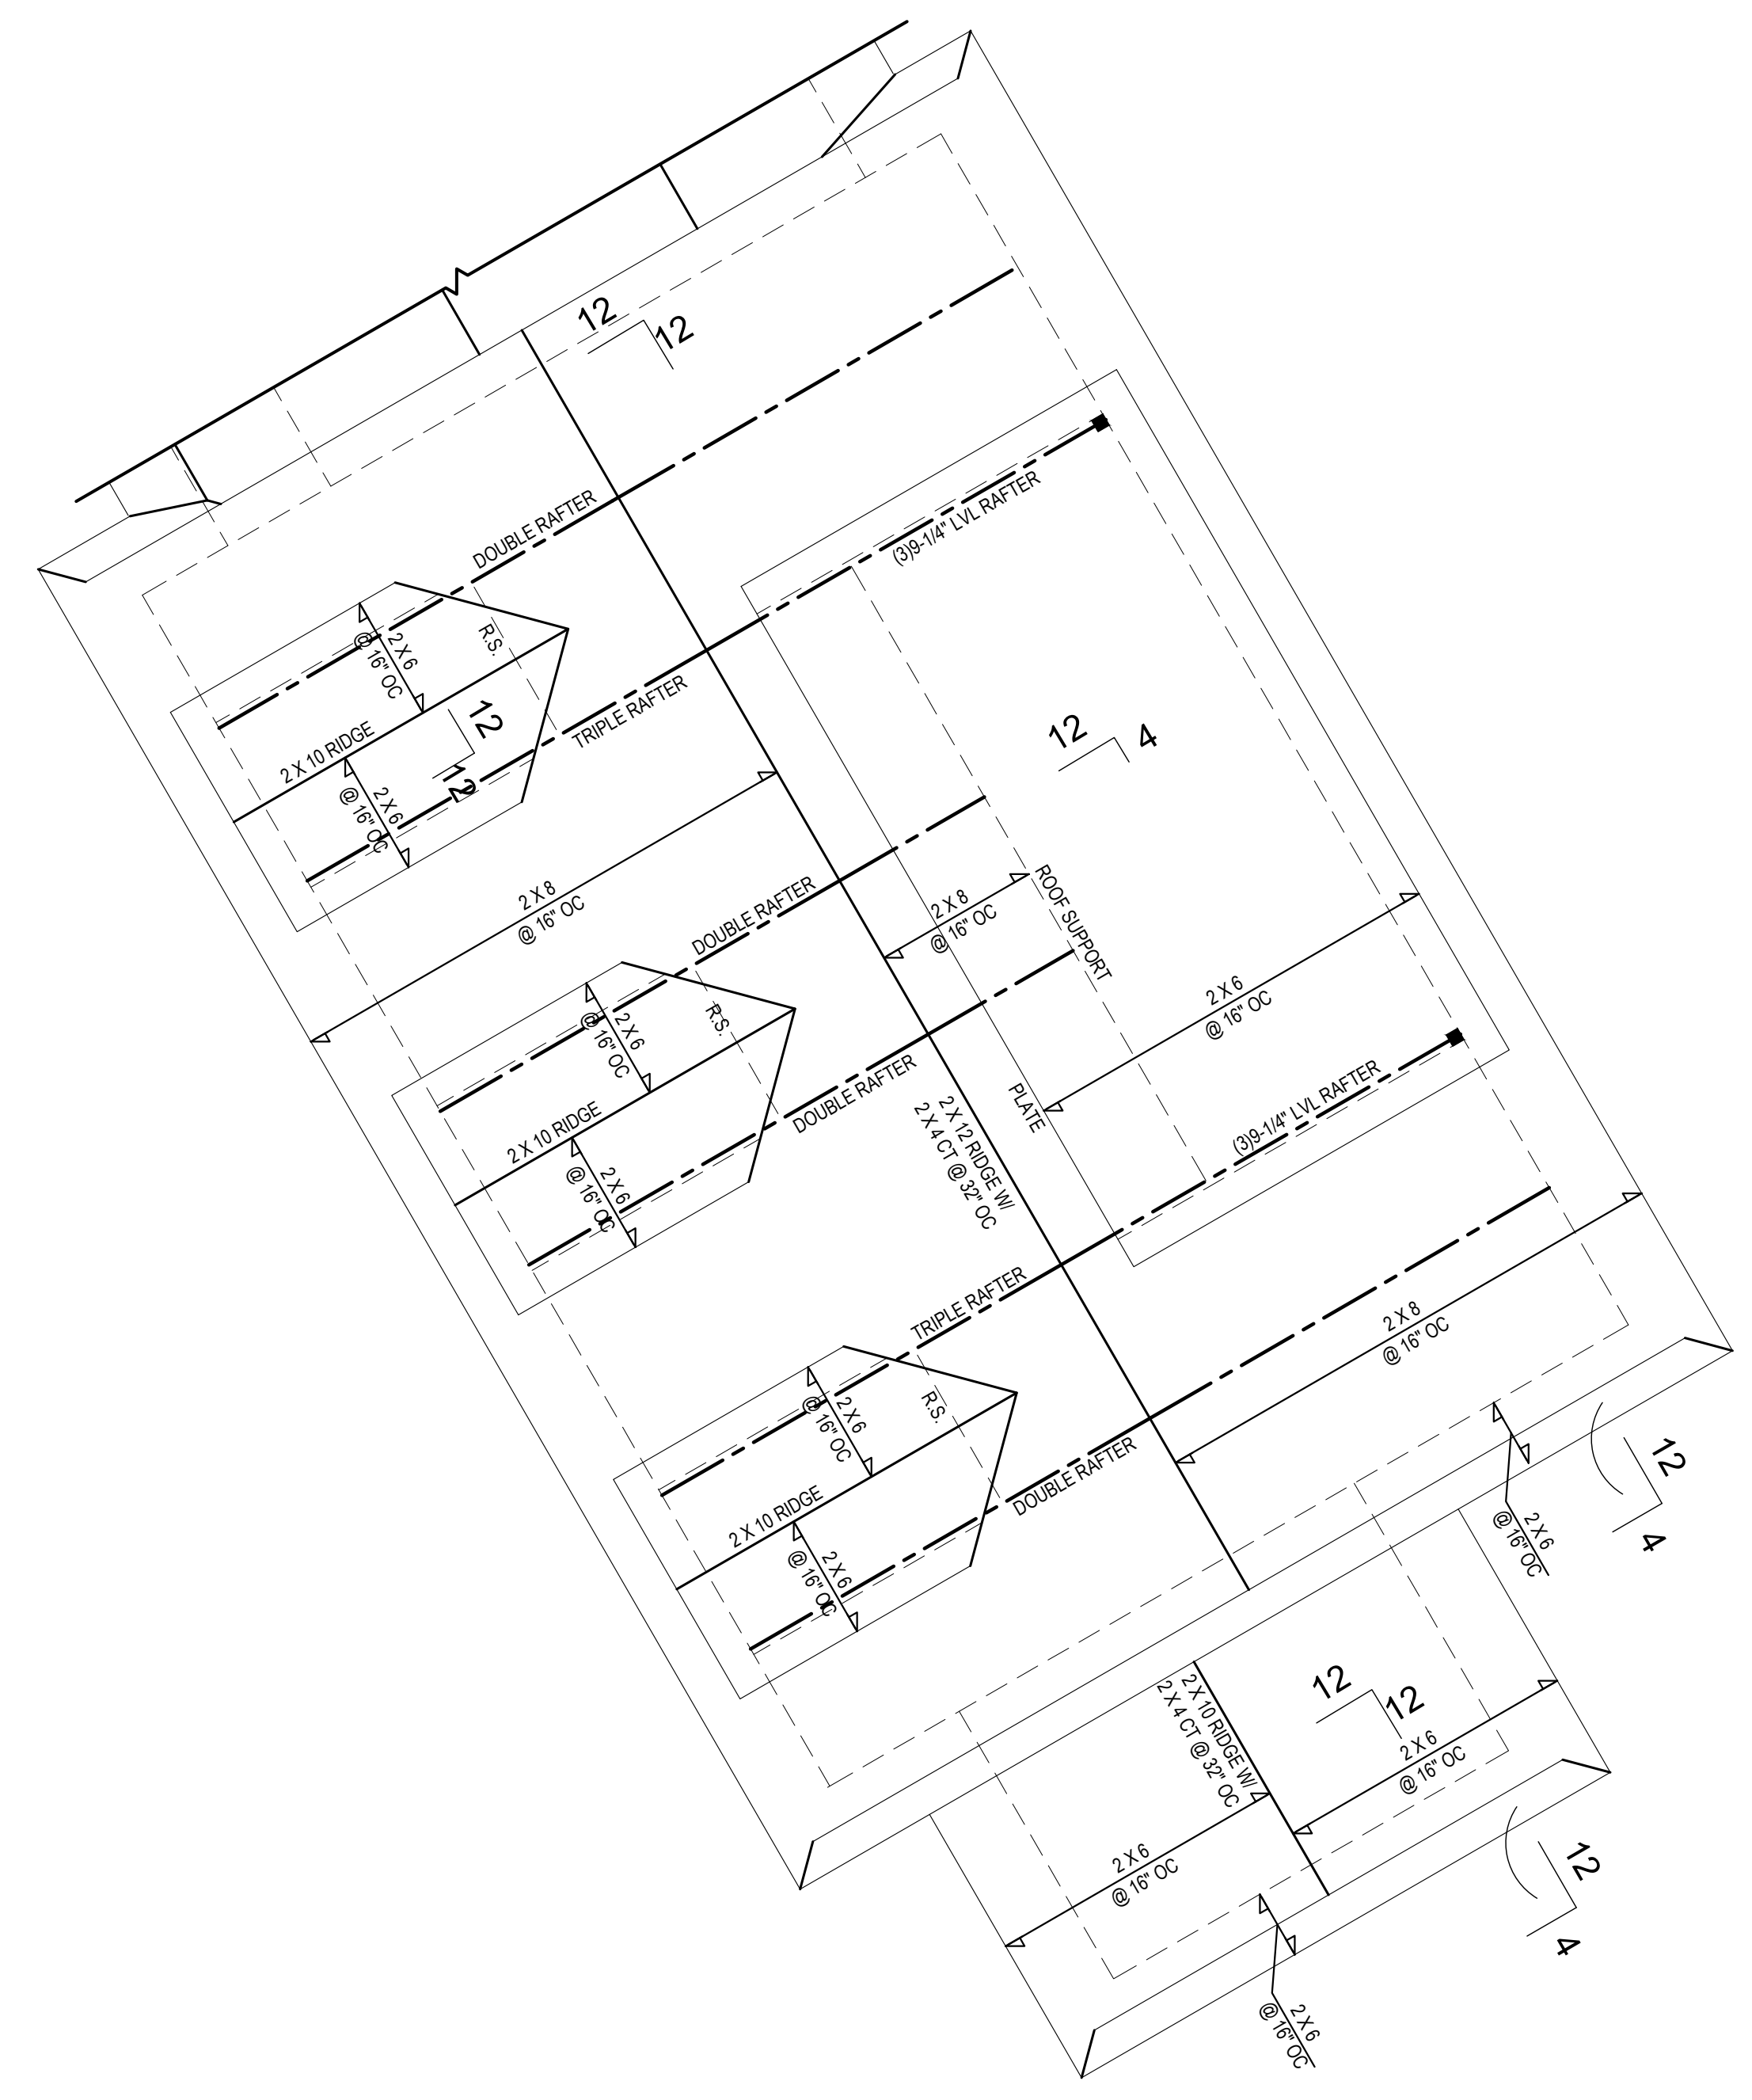 12
12
DOUBLE RAFTER
(3)9-1/4" LVL RAFTER
2 X 6
@ 16" OC
R.S.
TRIPLE RAFTER
2 X 10 RIDGE
12
12
2 X 6
@ 16" OC
12
4
2 X 8
@ 16" OC
DOUBLE RAFTER
2 X 8
@ 16" OC
ROOF SUPPORT
2 X 6
@ 16" OC
R.S.
2 X 6
@ 16" OC
2 X 10 RIDGE
DOUBLE RAFTER
PLATE
2 X 12 RIDGE W/
2 X 4 CT @ 32" OC
(3)9-1/4" LVL RAFTER
2 X 6
@ 16" OC
TRIPLE RAFTER
2 X 8
@ 16" OC
2 X 6
@ 16" OC
R.S.
2 X 10 RIDGE
DOUBLE RAFTER
2 X 6
@ 16" OC
12
4
2 X 6
@ 16" OC
2 X 10 RIDGE W/
2 X 4 CT @ 32" OC
12
12
2 X 6
@ 16" OC
2 X 6
@ 16" OC
12
4
2 X 6
@ 16" OC